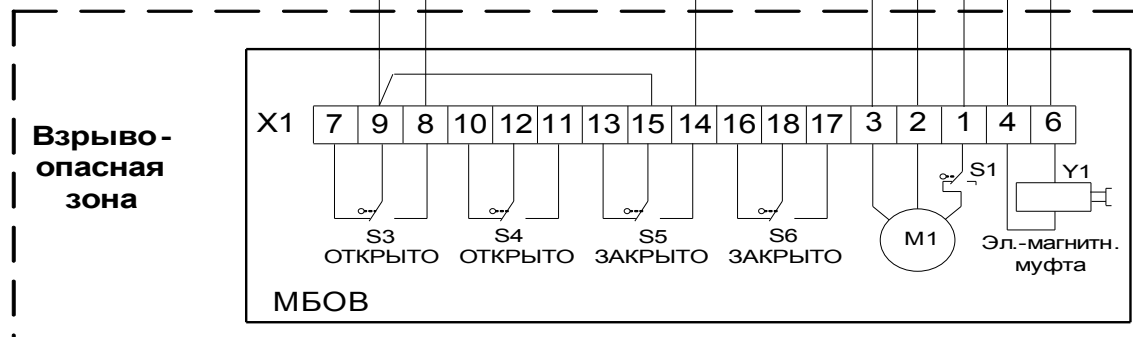 X1 7 9 8 10 12 11 13 15 14 16 18 17 3 2 1 4 6
Взрыво-
опасная
зона
S1 Y1
S3 S4 S5 S6 M1
ОТКРЫТО ОТКРЫТО ЗАКРЫТО ЗАКРЫТО
Эл.-магнитн.
муфта
МБОВ